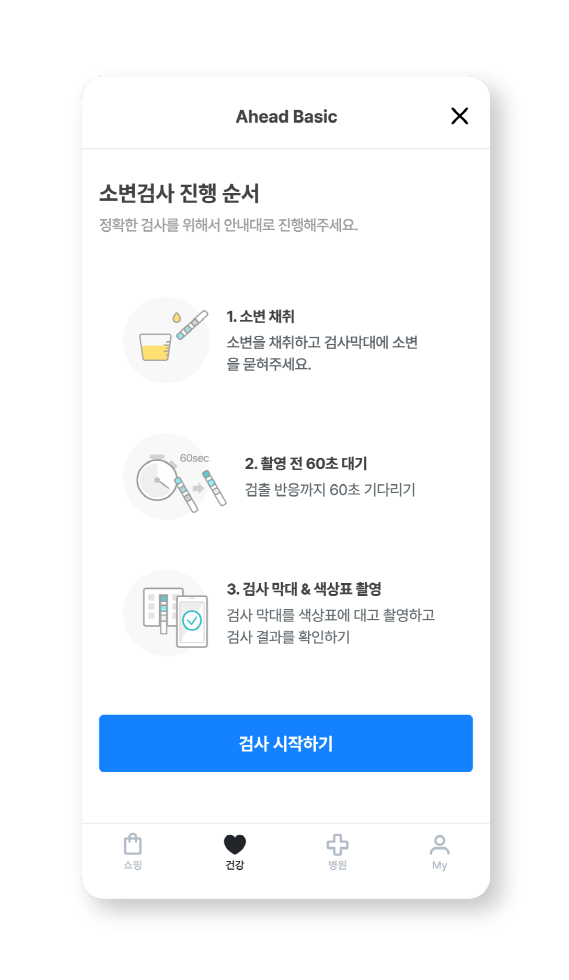 Ahead Basic
소변검사 진행 순서
정확한 검사를 위해서 안내대로 진행해주세요.
1. 소변 채취
소변을 채취하고 검사막대에 소변
을 묻혀주세요.
60sec
2. 촬영 전 60초 대기
검출 반응까지 60초 기다리기
3. 검사 막대 & 색상표 촬영
검사 막대를 색상표에 대고 촬영하고
검사 결과를 확인하기
검사 시작하기
쇼핑
건강
병원
My